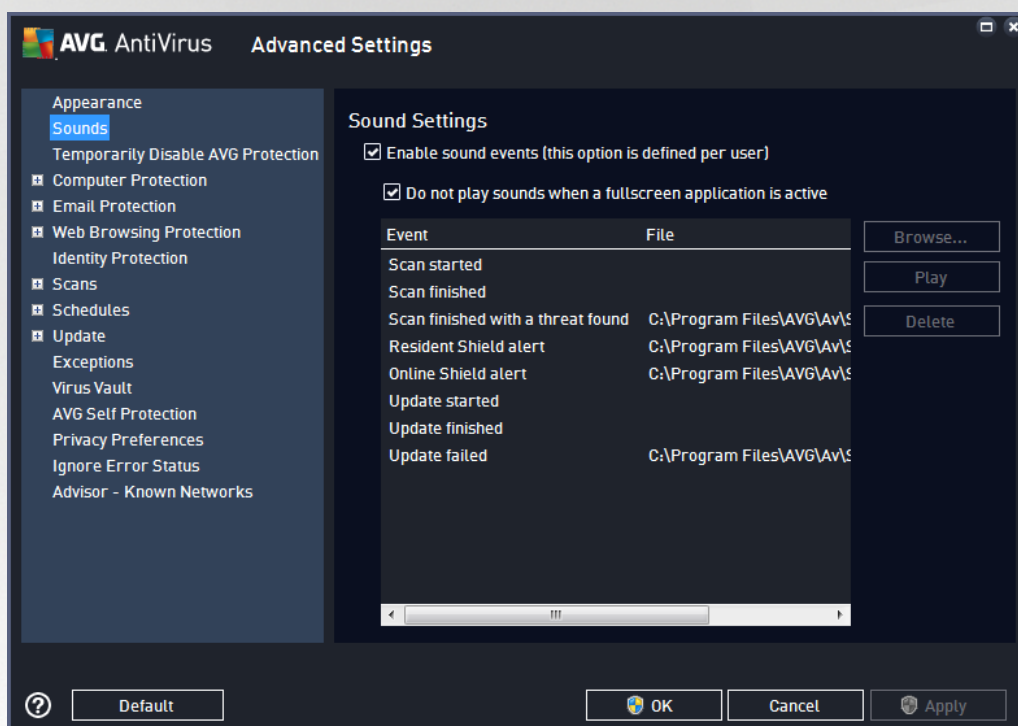 AVG. AntiVirus Advanced Settings
Appearance
Sounds
Temporarily Disable AVG Protection
Computer Protection
Email Protection
Web Browsing Protection
Identity Protection
Scans
Schedules
Update
Exceptions
Virus Vault
AVG Self Protection
Privacy Preferences
Ignore Error Status
Advisor - Known Networks
Sound Settings
Enable sound events (this option is defined per user)
Do not play sounds when a fullscreen application is active
Event File
Scan started
Scan finished
Scan finished with a threat found C:\Program Files\AVG\Av\S
Resident Shield alert C:\Program Files\AVG\Av\S
Online Shield alert C:\Program Files\AVG\Av\S
Update started
Update finished
Update failed C:\Program Files\AVG\Av\S
Browse...
Play
Delete
? Default OK Cancel Apply